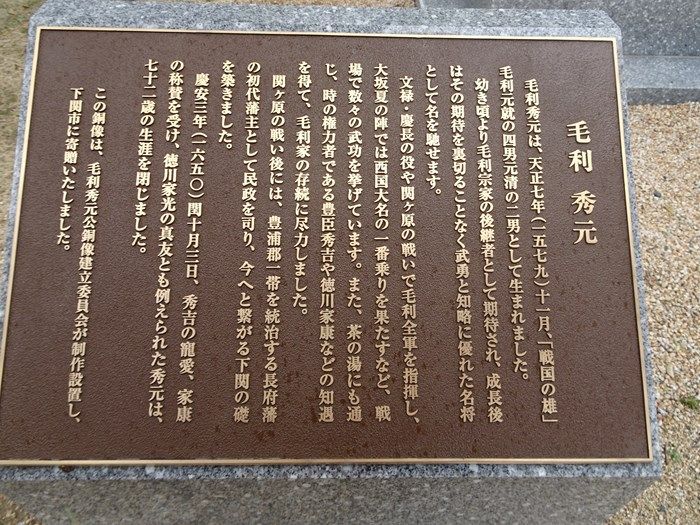 毛利 秀元
毛利秀元は、天正七年(一五七九)十一月、「戦国の雄」
毛利元就の四男元清の二男として生まれました。
幼き頃より毛利宗家の後継者として期待され、成長後
はその期待を裏切ることなく武勇と知略に優れた名将
として名を馳せます。
文禄・慶長の役や関ヶ原の戦いで毛利全軍を指揮し、
大坂夏の陣では西国大名の一番乗りを果たすなど、戦
場で数々の武功を挙げています。また、茶の湯にも通
じ、時の権力者である豊臣秀吉や徳川家康などの知遇
を得て、毛利家の存続に尽力しました。
関ヶ原の戦い後には、豊浦郡一帯を統治する長府藩
の初代藩主として民政を司り、今へと繋がる下関の礎
を築きました。
慶安三年(一六五〇)閏十月三日、秀吉の寵愛、家康
の称賛を受け、徳川家光の真友とも例えられた秀元は、
七十二歳の生涯を閉じました。
この銅像は、毛利秀元公銅像建立委員会が制作設置し、
下関市に寄贈いたしました。